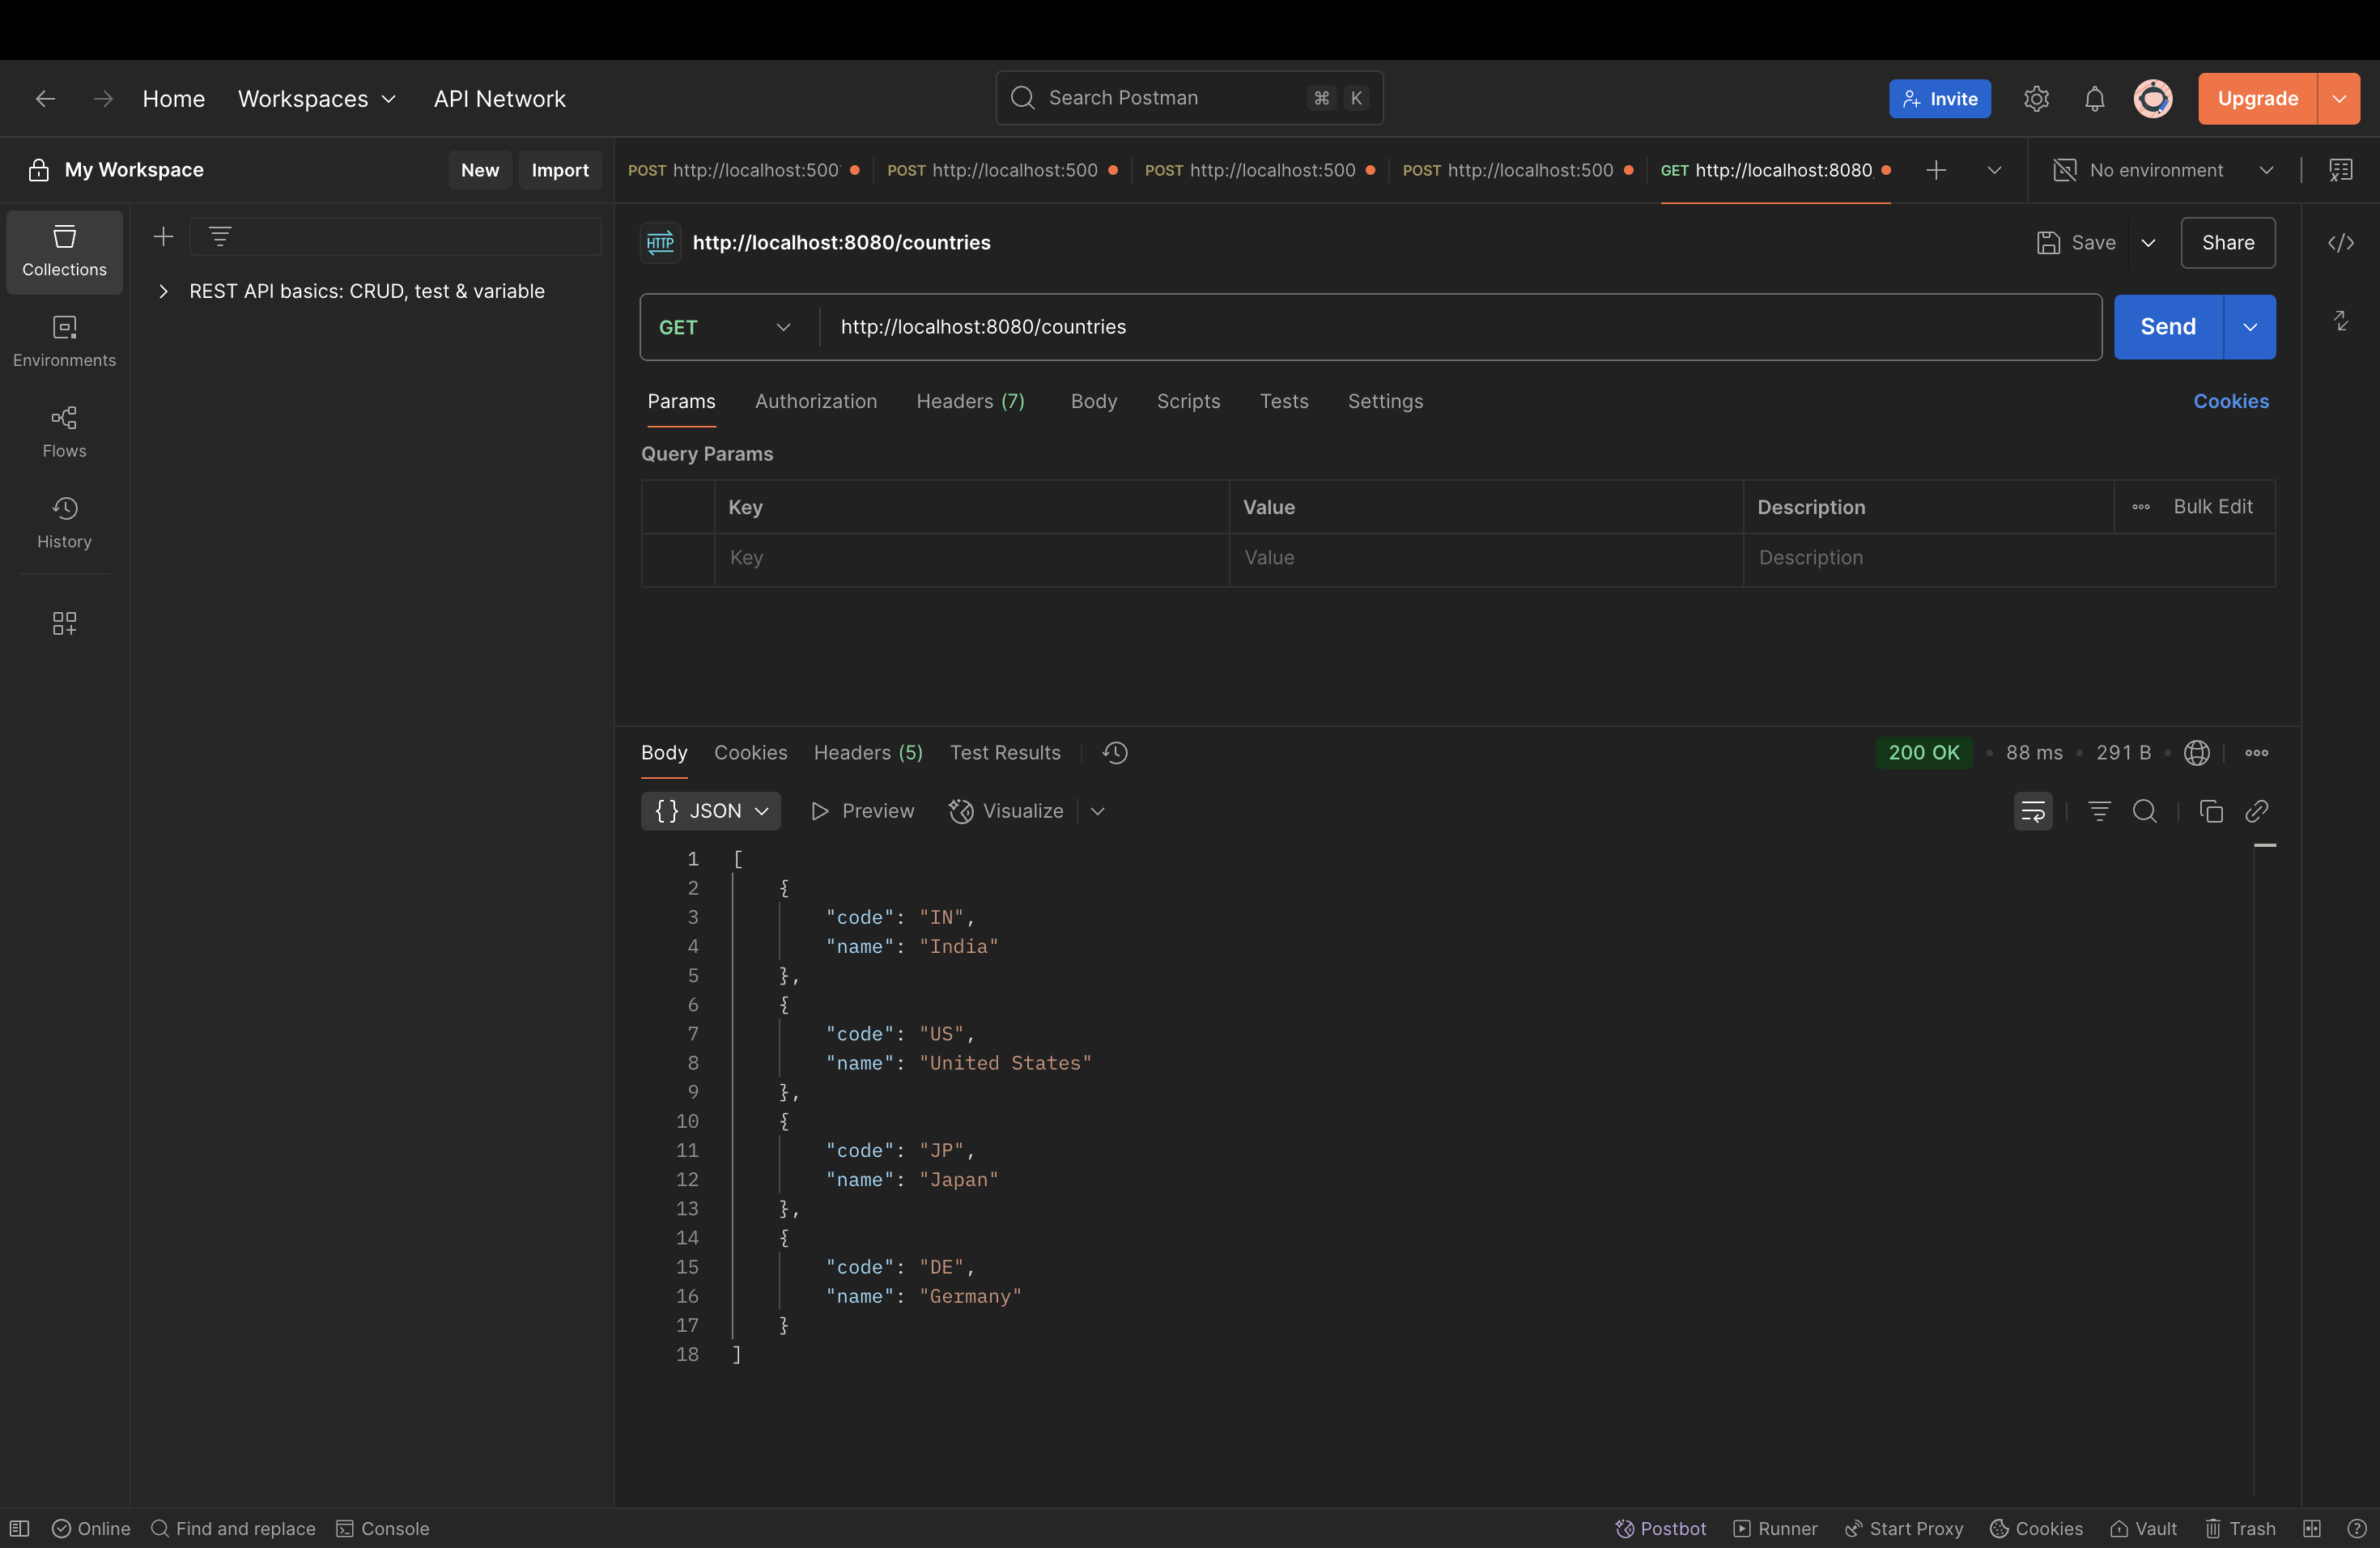 Home Workspaces API Network
Search Postman ⌘ K
Invite
Upgrade
My Workspace
New Import
POST http://localhost:500
POST http://localhost:500
POST http://localhost:500
POST http://localhost:500
GET http://localhost:8080
No environment
Collections
Environments
Flows
History
REST API basics: CRUD, test & variable
HTTP http://localhost:8080/countries
Save Share
GET http://localhost:8080/countries
Send
Params Authorization Headers (7) Body Scripts Tests Settings
Cookies
Query Params
Key Value Description Bulk Edit
Key Value Description
Body Cookies Headers (5) Test Results
200 OK • 88 ms • 291 B
{} JSON Preview Visualize
1 [
2 {
3 "code": "IN",
4 "name": "India"
5 },
6 {
7 "code": "US",
8 "name": "United States"
9 },
10 {
11 "code": "JP",
12 "name": "Japan"
13 },
14 {
15 "code": "DE",
16 "name": "Germany"
17 }
18 ]
Online Find and replace Console
Postbot Runner Start Proxy Cookies Vault Trash